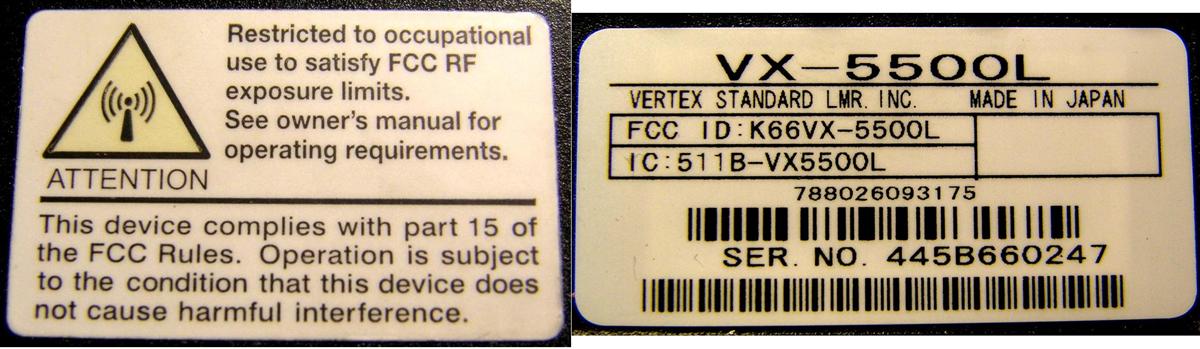 Restricted to occupational
use to satisfy FCC RF
exposure limits.
See owner's manual for
operating requirements.
ATTENTION
This device complies with part 15 of
the FCC Rules. Operation is subject
to the condition that this device does
not cause harmful interference.
VX-5500L
VERTEX STANDARD LMR. INC. MADE IN JAPAN
FCC ID:K66VX-5500L
IC:511B-VX5500L
788026093175
SER. NO. 445B660247